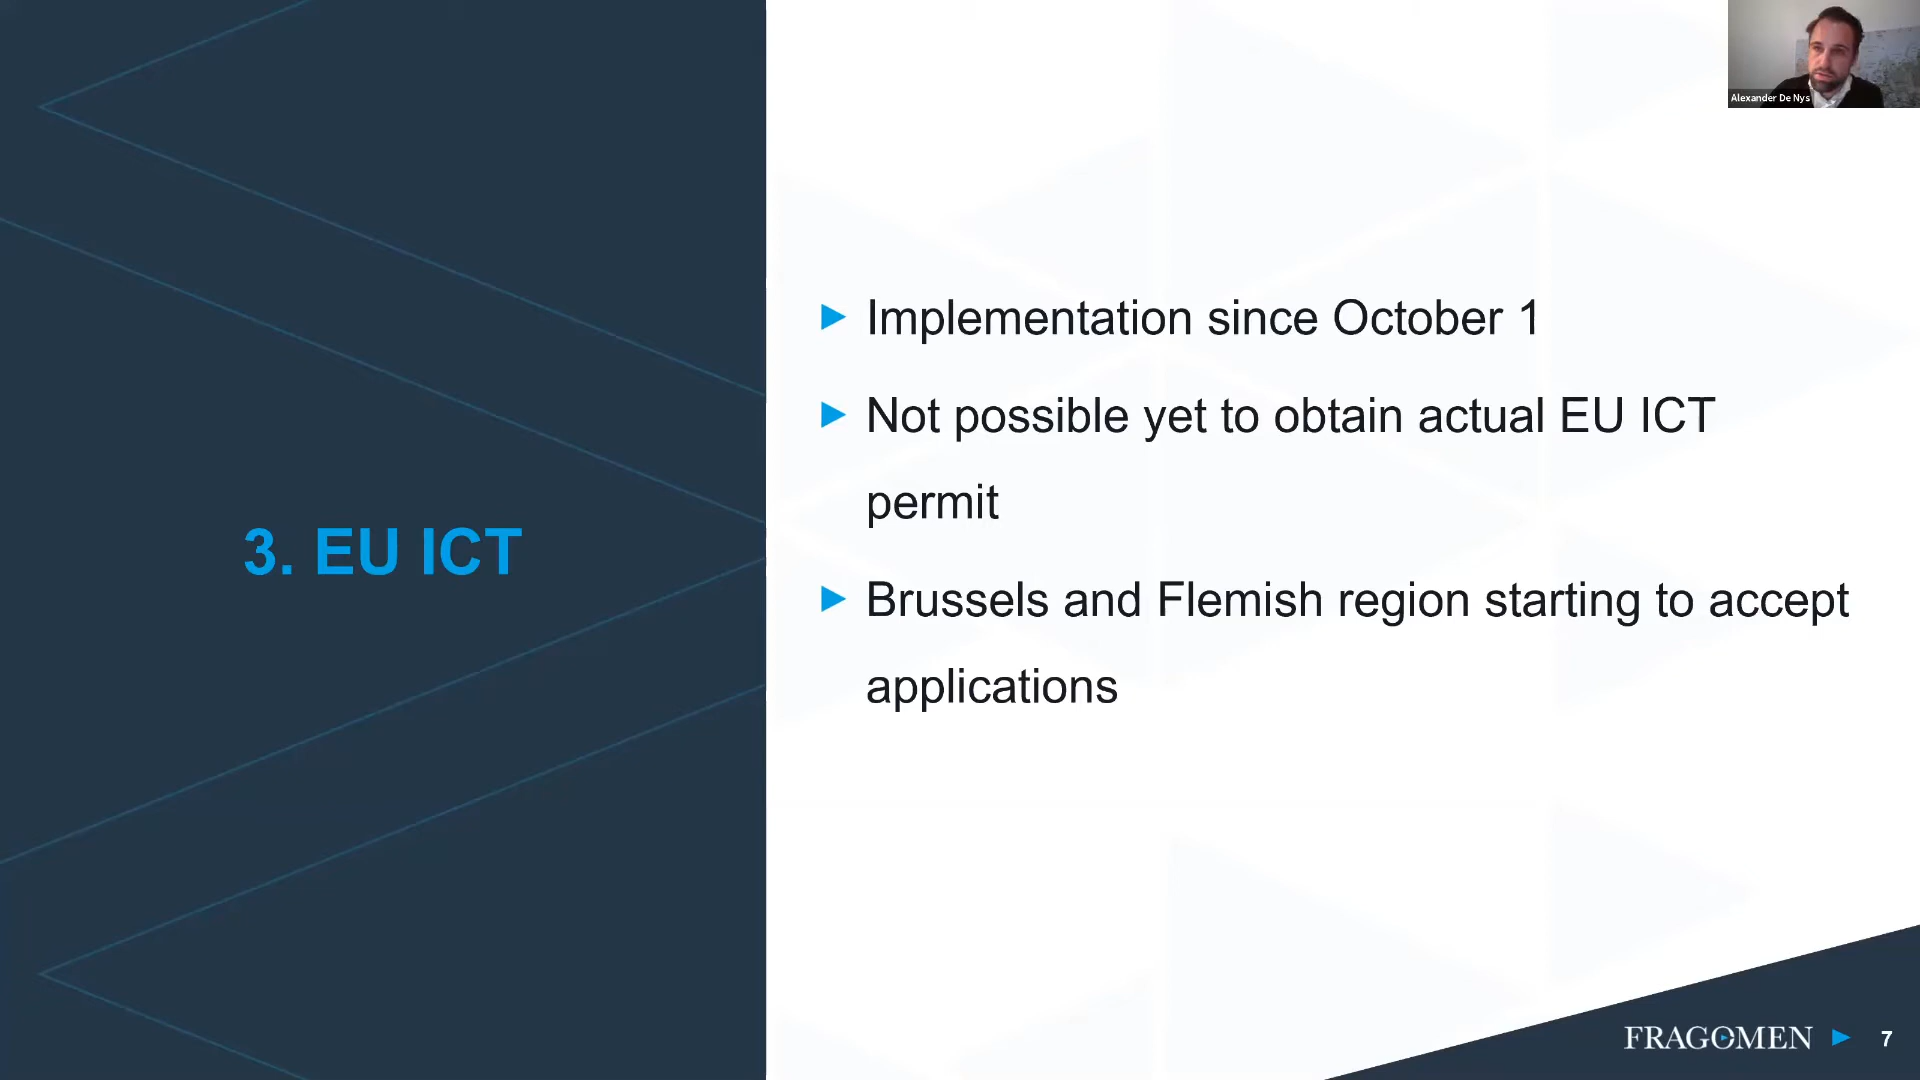 Alexander De Nys
3. EU ICT
Implementation since October 1
Not possible yet to obtain actual EU ICT
permit
Brussels and Flemish region starting to accept
applications
FRAGOMEN
7